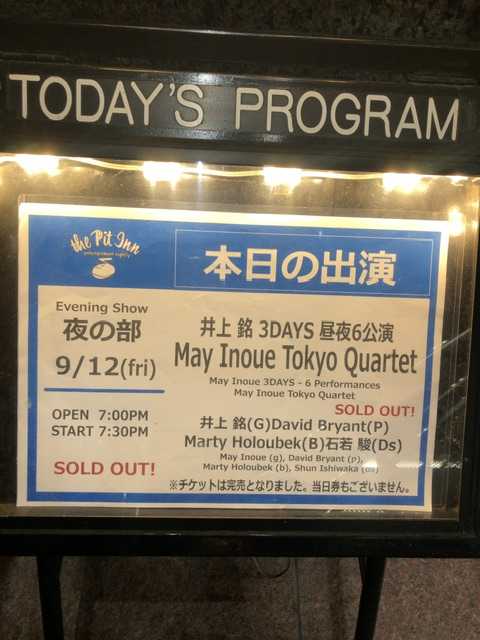 TODAY'S PROGRAM
the Pit Inn
本日の出演
Evening Show
夜の部
9/12(fri)
OPEN 7:00PM
START 7:30PM
SOLD OUT!
井上 銘 3DAYS 昼夜6公演
May Inoue Tokyo Quartet
May Inoue 3DAYS - 6 Performances
May Inoue Tokyo Quartet
SOLD OUT!
井上 銘(G)David Bryant(P)
Marty Holoubek(B)石若 駿(Ds)
May Inoue (g), David Bryant (p),
Marty Holoubek (b), Shun Ishiwaka (ds)
※チケットは完売となりました。当日券もございません。